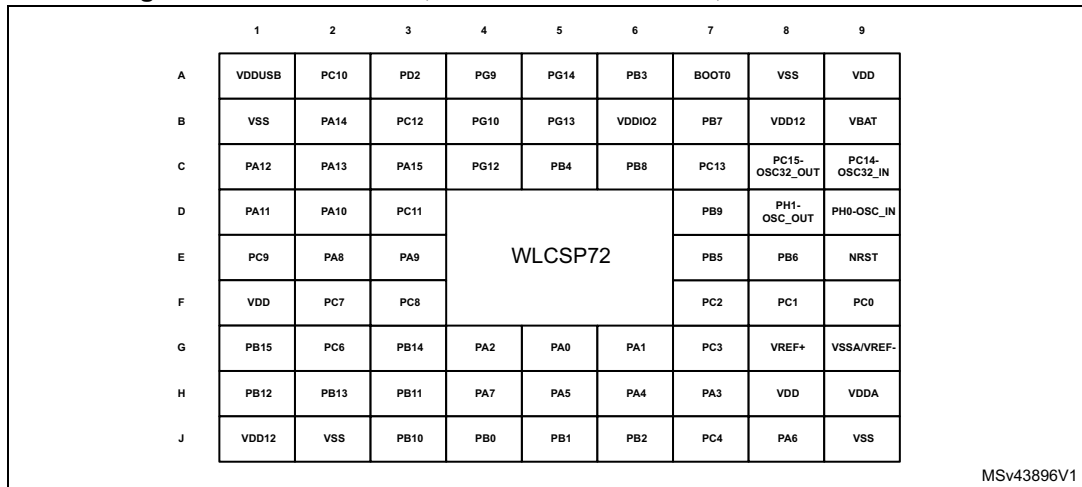 1 2 3 4 5 6 7 8 9
A VDDUSB PC10 PD2 PG9 PG14 PB3 BOOT0 VSS VDD
B VSS PA14 PC12 PG10 PG13 VDDIO2 PB7 VDD12 VBAT
C PA12 PA13 PA15 PG12 PB4 PB8 PC13 PC15-OSC32_OUT PC14-OSC32_IN
D PA11 PA10 PC11 PB9 PH1-OSC_OUT PH0-OSC_IN
E PC9 PA8 PA9 WLCSP72 PB5 PB6 NRST
F VDD PC7 PC8 PC2 PC1 PC0
G PB15 PC6 PB14 PA2 PA0 PA1 PC3 VREF+ VSSA/VREF-
H PB12 PB13 PB11 PA7 PA5 PA4 PA3 VDD VDDA
J VDD12 VSS PB10 PB0 PB1 PB2 PC4 PA6 VSS
MSv43896V1